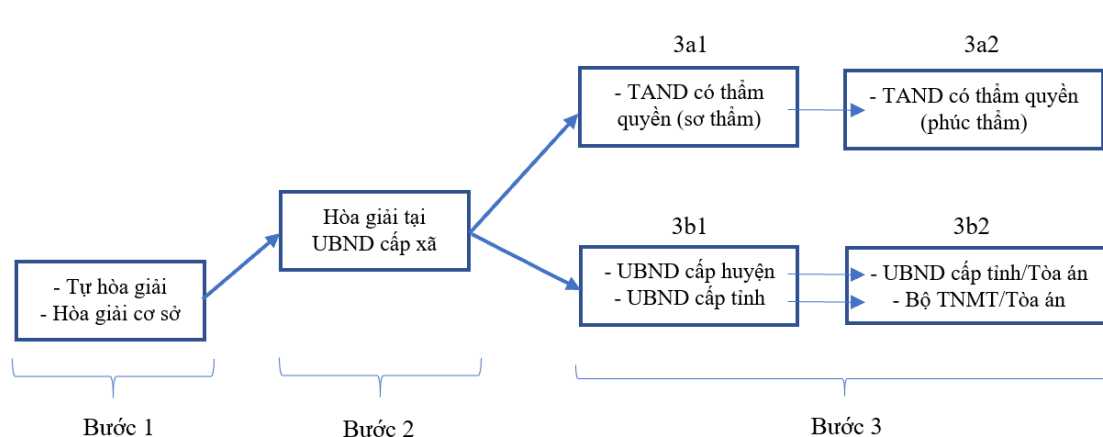 3a1
3a2
- TAND có thẩm
quyền (sơ thẩm)
- TAND có thẩm quyền
(phúc thẩm)
Hòa giải tại
UBND cấp xã
3b1
3b2
- Tự hòa giải
- Hòa giải cơ sở
- UBND cấp huyện
- UBND cấp tỉnh
- UBND cấp tỉnh/Tòa án
- Bộ TNMT/Tòa án
Bước 1
Bước 2
Bước 3